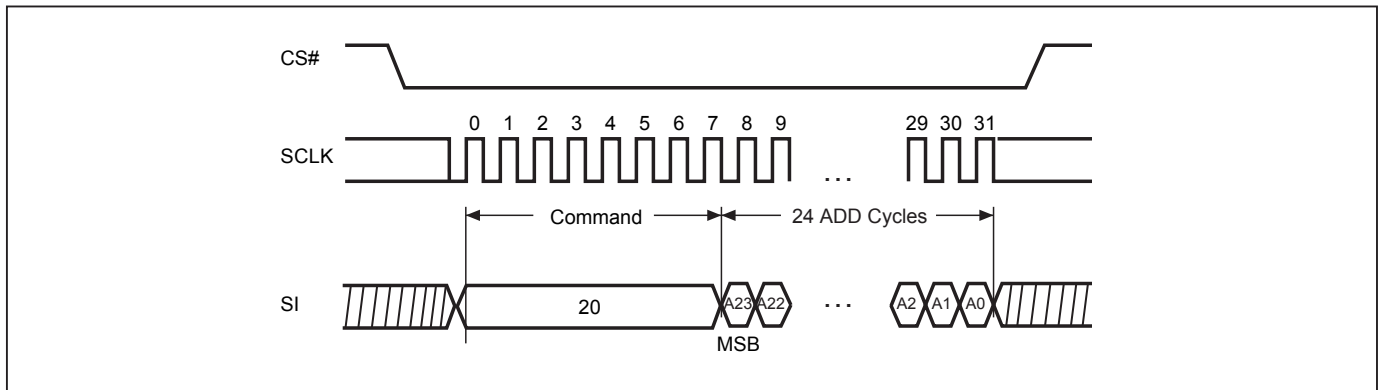 CS#
0 1 2 3 4 5 6 7 8 9 29 30 31
SCLK
...
Command 24 ADD Cycles
SI 20 A23 A22 ... A2 A1 A0
MSB